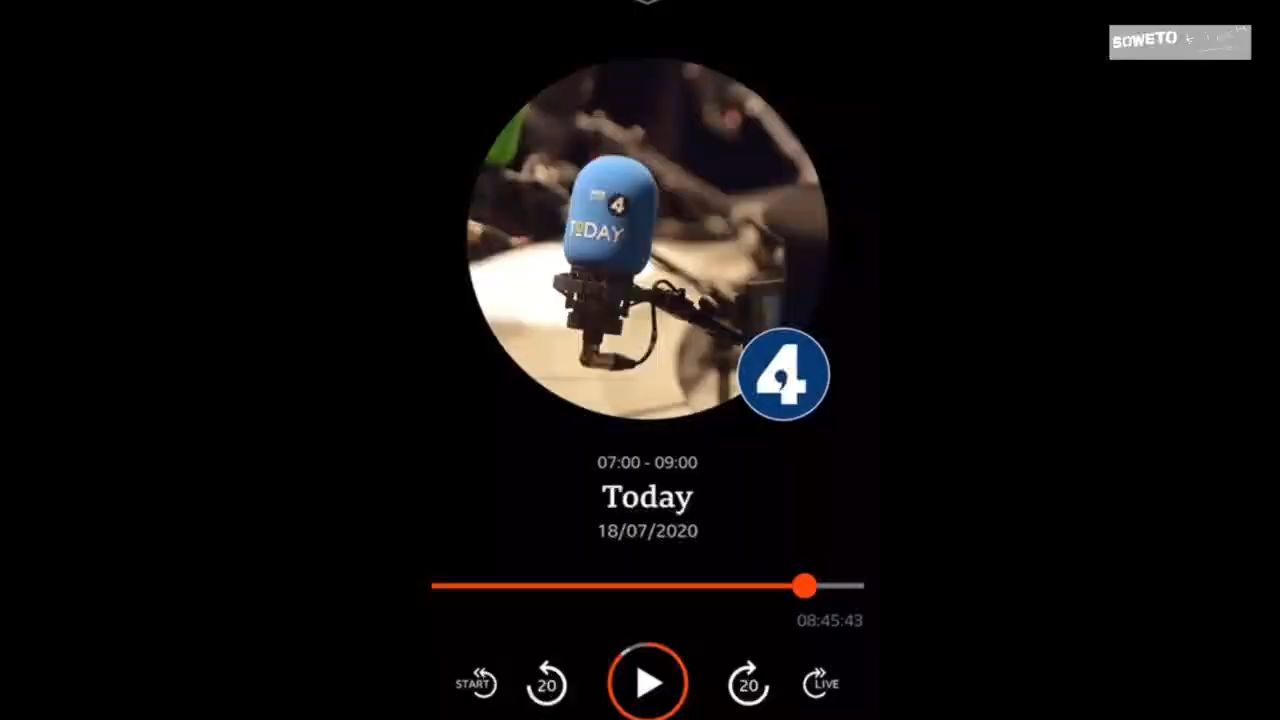 SOWETO
4
TODAY
4
07:00 - 09:00
Today
18/07/2020
08:45:43
START
20
20
LIVE